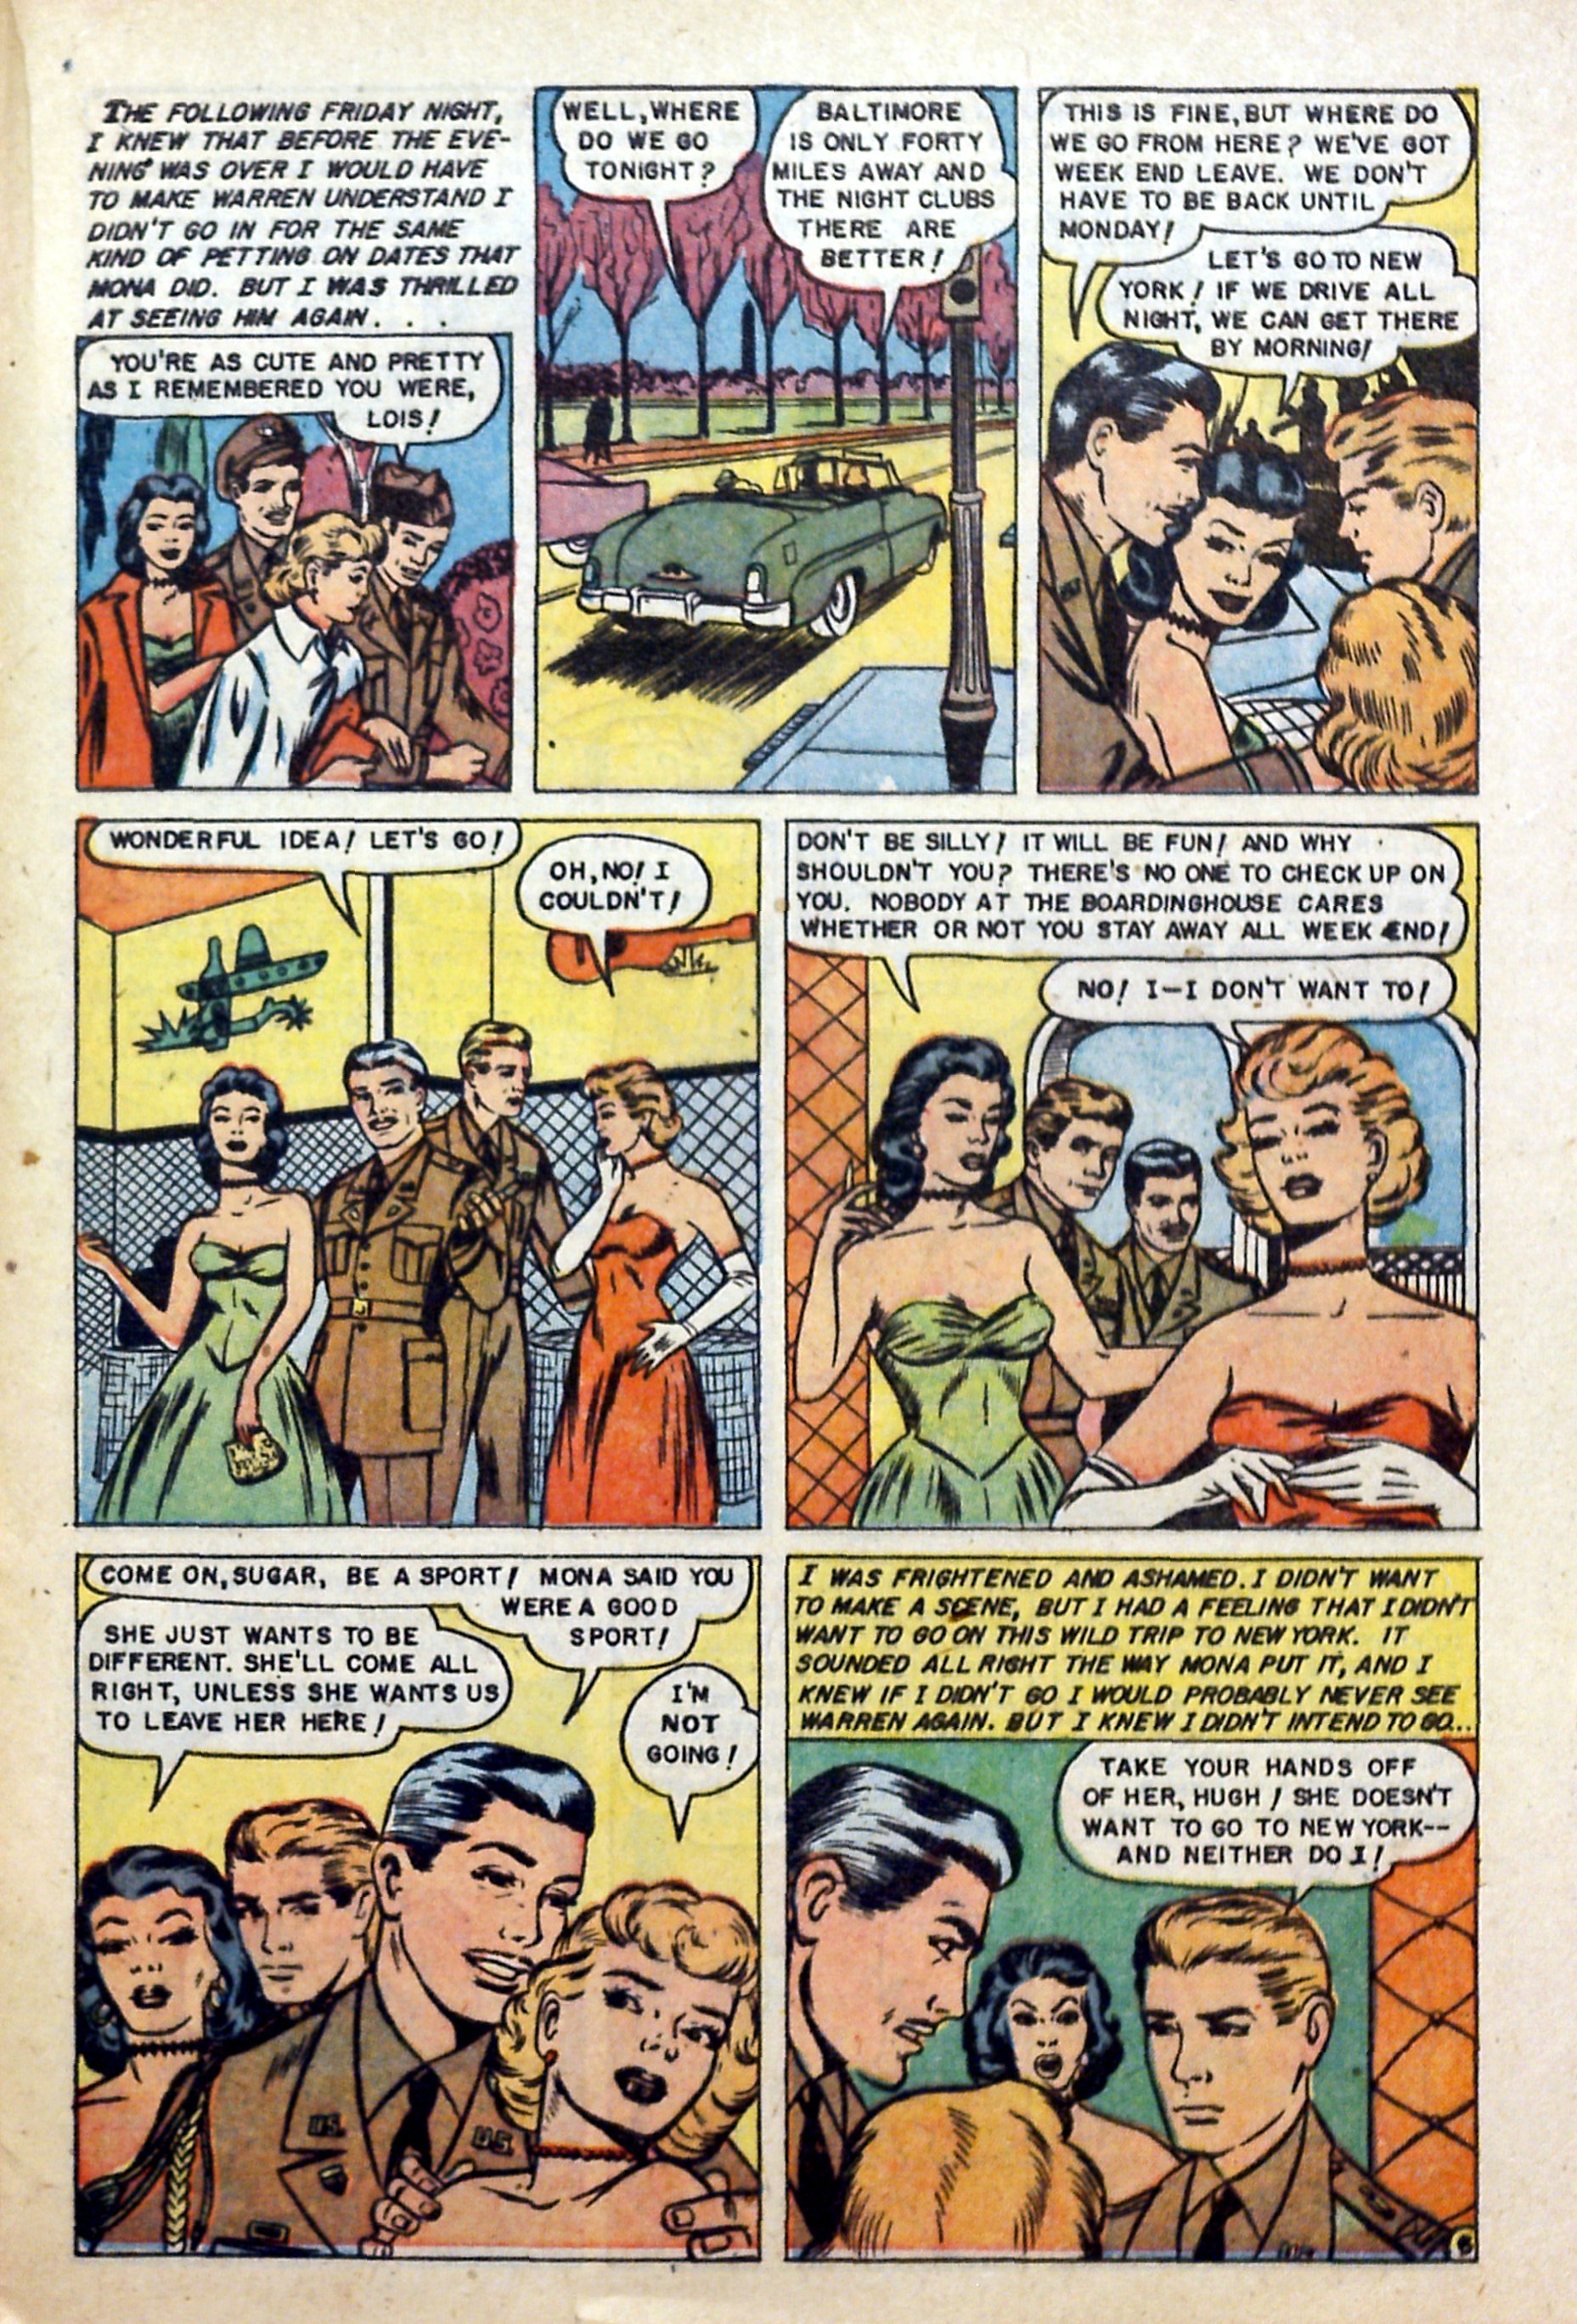 THE FOLLOWING FRIDAY NIGHT,
I KNEW THAT BEFORE THE EVE-
NING WAS OVER I WOULD HAVE
TO MAKE WARREN UNDERSTAND I
DIDN'T GO IN FOR THE SAME
KIND OF PETTING ON DATES THAT
MONA DID. BUT I WAS THRILLED
AT SEEING HIM AGAIN. . . .
YOU'RE AS CUTE AND PRETTY
AS I REMEMBERED YOU WERE,
LOIS!
WELL, WHERE
DO WE GO
TONIGHT?
BALTIMORE
IS ONLY FORTY
MILES AWAY AND
THE NIGHT CLUBS
THERE ARE
BETTER!
THIS IS FINE, BUT WHERE DO
WE GO FROM HERE? WE'VE GOT
WEEK END LEAVE. WE DON'T
HAVE TO BE BACK UNTIL
MONDAY!
LET'S GO TO NEW
YORK! IF WE DRIVE ALL
NIGHT, WE CAN GET THERE
BY MORNING!
WONDERFUL IDEA! LET'S GO!
OH, NO! I
COULDN'T!
DON'T BE SILLY! IT WILL BE FUN! AND WHY
SHOULDN'T YOU? THERE'S NO ONE TO CHECK UP ON
YOU. NOBODY AT THE BOARDINGHOUSE CARES
WHETHER OR NOT YOU STAY AWAY ALL WEEK END!
NO! I-I DON'T WANT TO!
COME ON, SUGAR, BE A SPORT! MONA SAID YOU
WERE A GOOD
SPORT!
SHE JUST WANTS TO BE
DIFFERENT. SHE'LL COME ALL
RIGHT, UNLESS SHE WANTS US
TO LEAVE HER HERE!
I'M
NOT
GOING!
U.S.
U.S.
I WAS FRIGHTENED AND ASHAMED. I DIDN'T WANT
TO MAKE A SCENE, BUT I HAD A FEELING THAT I DIDN'T
WANT TO GO ON THIS WILD TRIP TO NEW YORK. IT
SOUNDED ALL RIGHT THE WAY MONA PUT IT, AND I
KNEW IF I DIDN'T GO I WOULD PROBABLY NEVER SEE
WARREN AGAIN. BUT I KNEW I DIDN'T INTEND TO GO...
TAKE YOUR HANDS OFF
OF HER, HUGH! SHE DOESN'T
WANT TO GO TO NEW YORK--
AND NEITHER DO I!